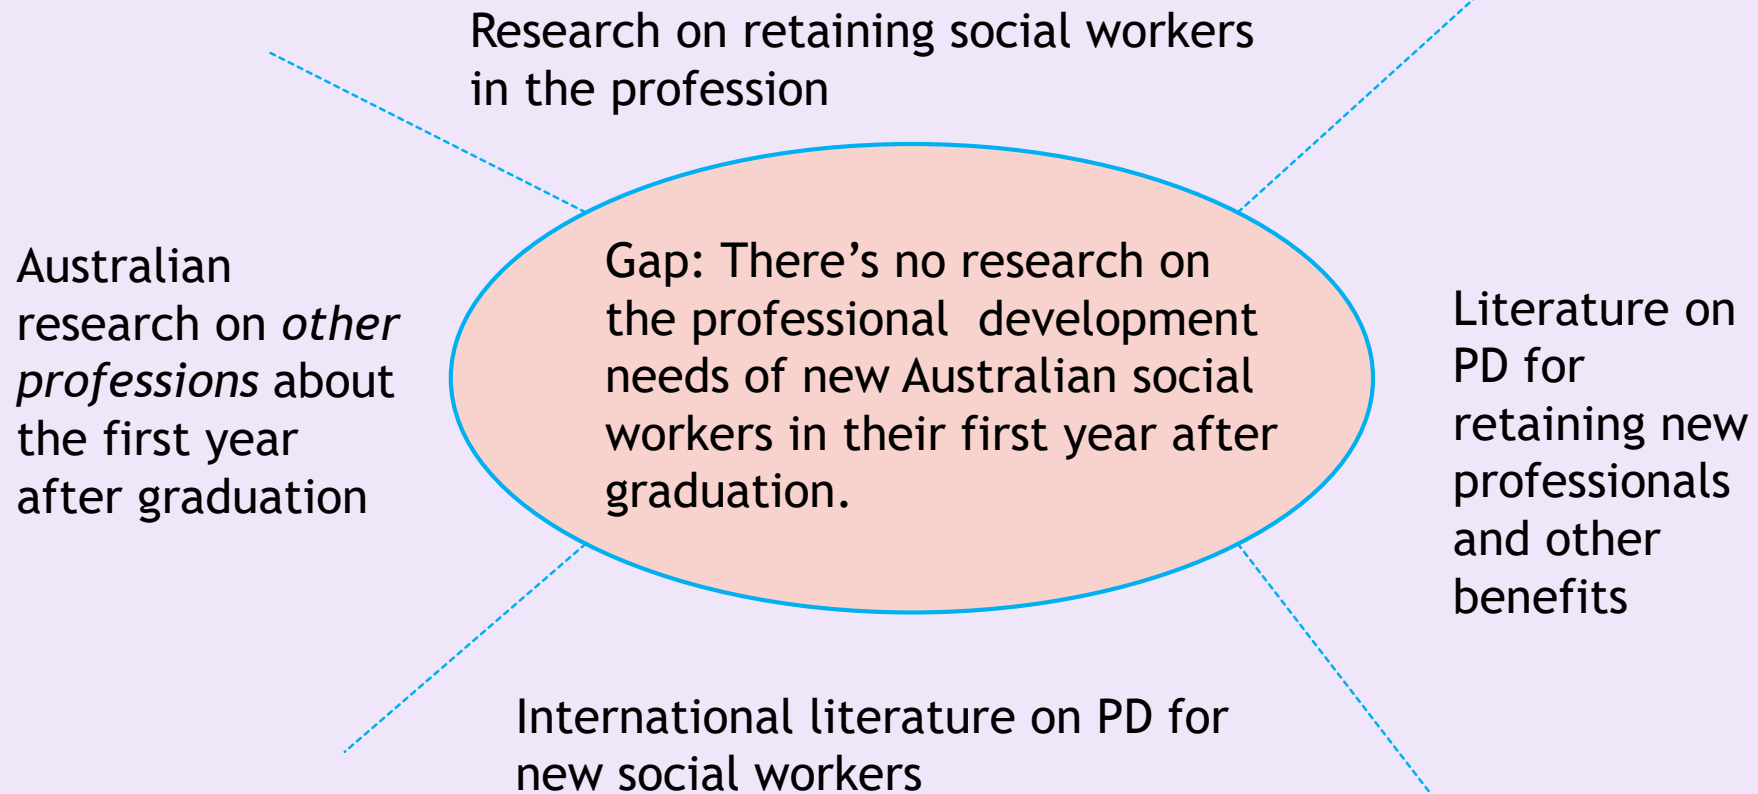 Research on retaining social workers
in the profession
Australian
research on other
professions about
the first year
after graduation
Gap: There’s no research on
the professional  development
needs of new Australian social
workers in their first year after
graduation.
Literature on
PD for
retaining new
professionals
and other
benefits
International literature on PD for
new social workers